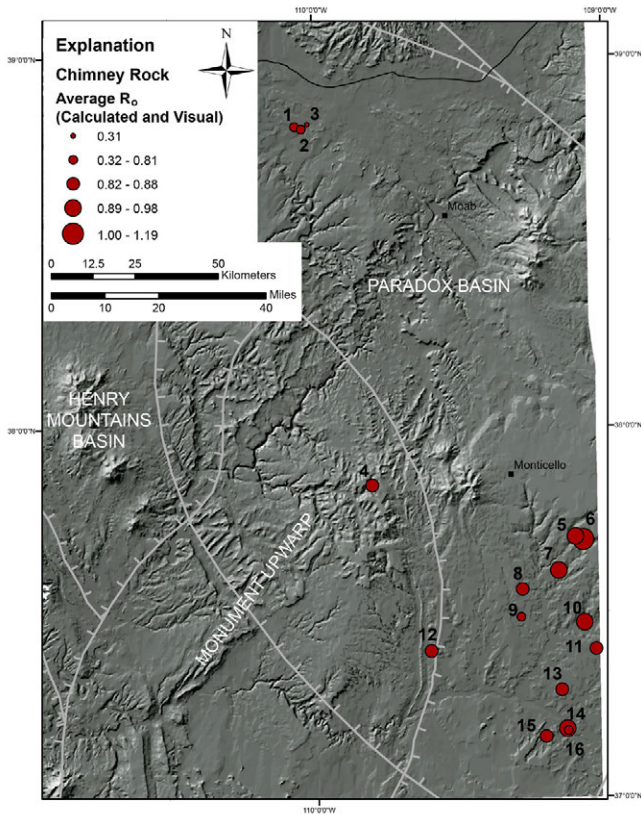 110°0'0"W
109°0'0"W
39°0'0"N
39°0'0"N
Explanation
Chimney Rock
Average Ro
(Calculated and Visual)
0.31
0.32 - 0.81
0.82 - 0.88
0.89 - 0.98
1.00 - 1.19
0 12.5 25 50
Kilometers
Miles
0 10 20 40
1
3
2
Moab
PARADOX BASIN
HENRY
MOUNTAINS
BASIN
38°0'0"N
38°0'0"N
Monticello
4
5
6
7
8
9
10
11
MONUMENT UPWARP
12
13
14
15
16
37°0'0"N
110°0'0"W